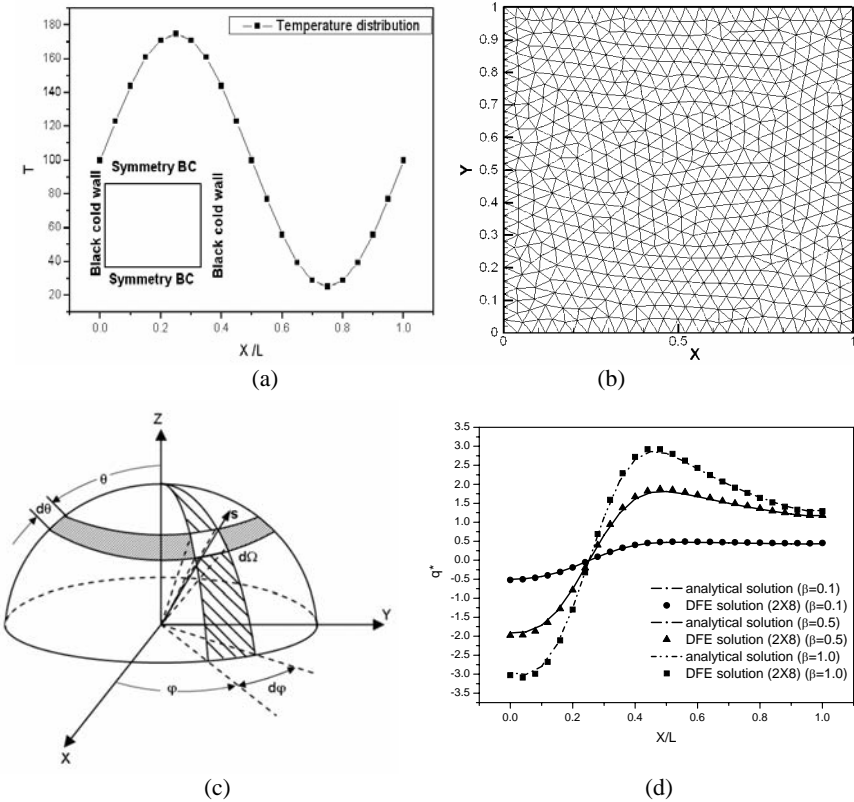 180
160
140
120
100
80
60
40
20
T
Temperature distribution
Symmetry BC
Black cold wall
Black cold wall
Symmetry BC
0.0 0.2 0.4 0.6 0.8 1.0
X /L
(a)
1
0.9
0.8
0.7
0.6
0.5
0.4
0.3
0.2
0.1
0
Y
0 0.5 1
X
(b)
Z
θ
dθ
s
dΩ
Y
φ
dφ
X
(c)
4.0
3.5
3.0
2.5
2.0
1.5
1.0
0.5
0.0
-0.5
-1.0
-1.5
-2.0
-2.5
-3.0
-3.5
q*
analytical solution (β=0.1)
DFE solution (2X8) (β=0.1)
analytical solution (β=0.5)
DFE solution (2X8) (β=0.5)
analytical solution (β=1.0)
DFE solution (2X8) (β=1.0)
0.0 0.2 0.4 0.6 0.8 1.0
X/L
(d)